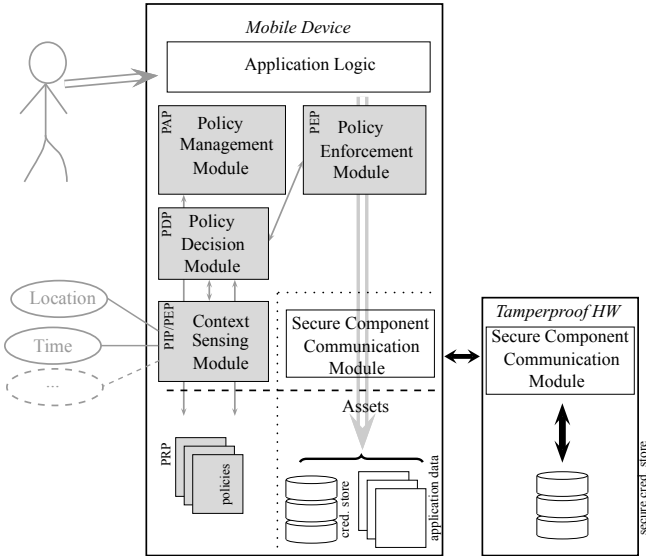 Mobile Device
Application Logic
PAP
Policy
Management
Module
PEP
Policy
Enforcement
Module
PDP
Policy
Decision
Module
Location
Time
...
PIP/PEP
Context
Sensing
Module
Secure Component
Communication
Module
Tamperproof HW
Secure Component
Communication
Module
Assets
PRP
policies
cred. store
application data
secure cred. store